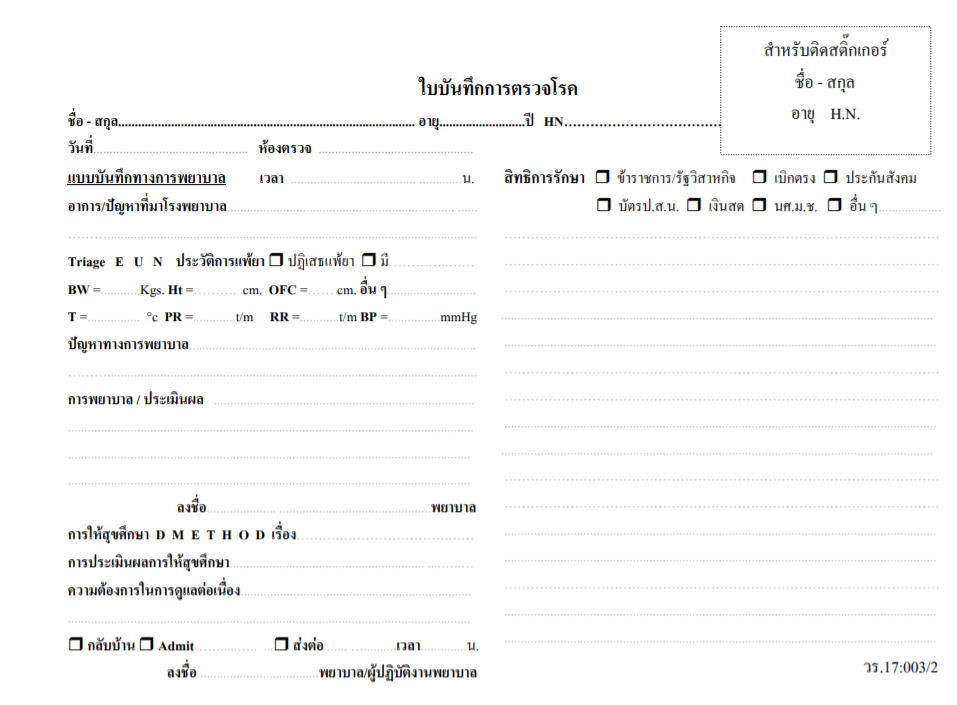 สำหรับติดสติ๊กเกอร์
ชื่อ - สกุล
อายุ H.N.
ใบบันทึกการตรวจโรค
ชื่อ - สกุล.................................................................................... อายุ.........................ปี HN....................................
วันที่............................................ ห้องตรวจ ............................................
แบบบันทึกทางการพยาบาล เวลา ................................................น.
อาการ/ปัญหาที่มาโรงพยาบาล......................................................................
Triage E U N ประวัติการแพ้ยา ❒ ปฏิเสธแพ้ยา ❒ มี........................
BW =...........Kgs. Ht =........... cm. OFC =....... cm. อื่น ๆ.........................
T =............... °c PR =............t/m RR =...........t/m BP =...............mmHg
ปัญหาทางการพยาบาล................................................................................
การพยาบาล / ประเมินผล ..........................................................................
ลงชื่อ................................................................พยาบาล
การให้สุขศึกษา D M E T H O D เรื่อง..................................................
การประเมินผลการให้สุขศึกษา......................................................................
ความต้องการในการดูแลต่อเนื่อง..................................................................
❒ กลับบ้าน ❒ Admit...................... ❒ ส่งต่อ.....................เวลา.............น.
ลงชื่อ...................................พยาบาล/ผู้ปฏิบัติงานพยาบาล
สิทธิการรักษา ❒ ข้าราชการ/รัฐวิสาหกิจ ❒ เบิกตรง ❒ ประกันสังคม
❒ บัตรป.ส.น. ❒ เงินสด ❒ นศ.ม.ช. ❒ อื่น ๆ..................
วร.17:003/2